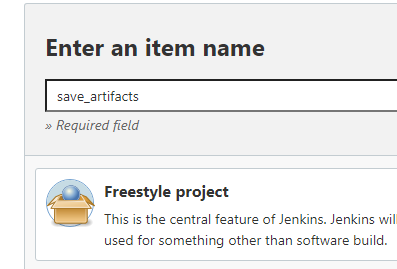 Enter an item name
save_artifacts
» Required field
Freestyle project
This is the central feature of Jenkins. Jenkins will
used for something other than software build.